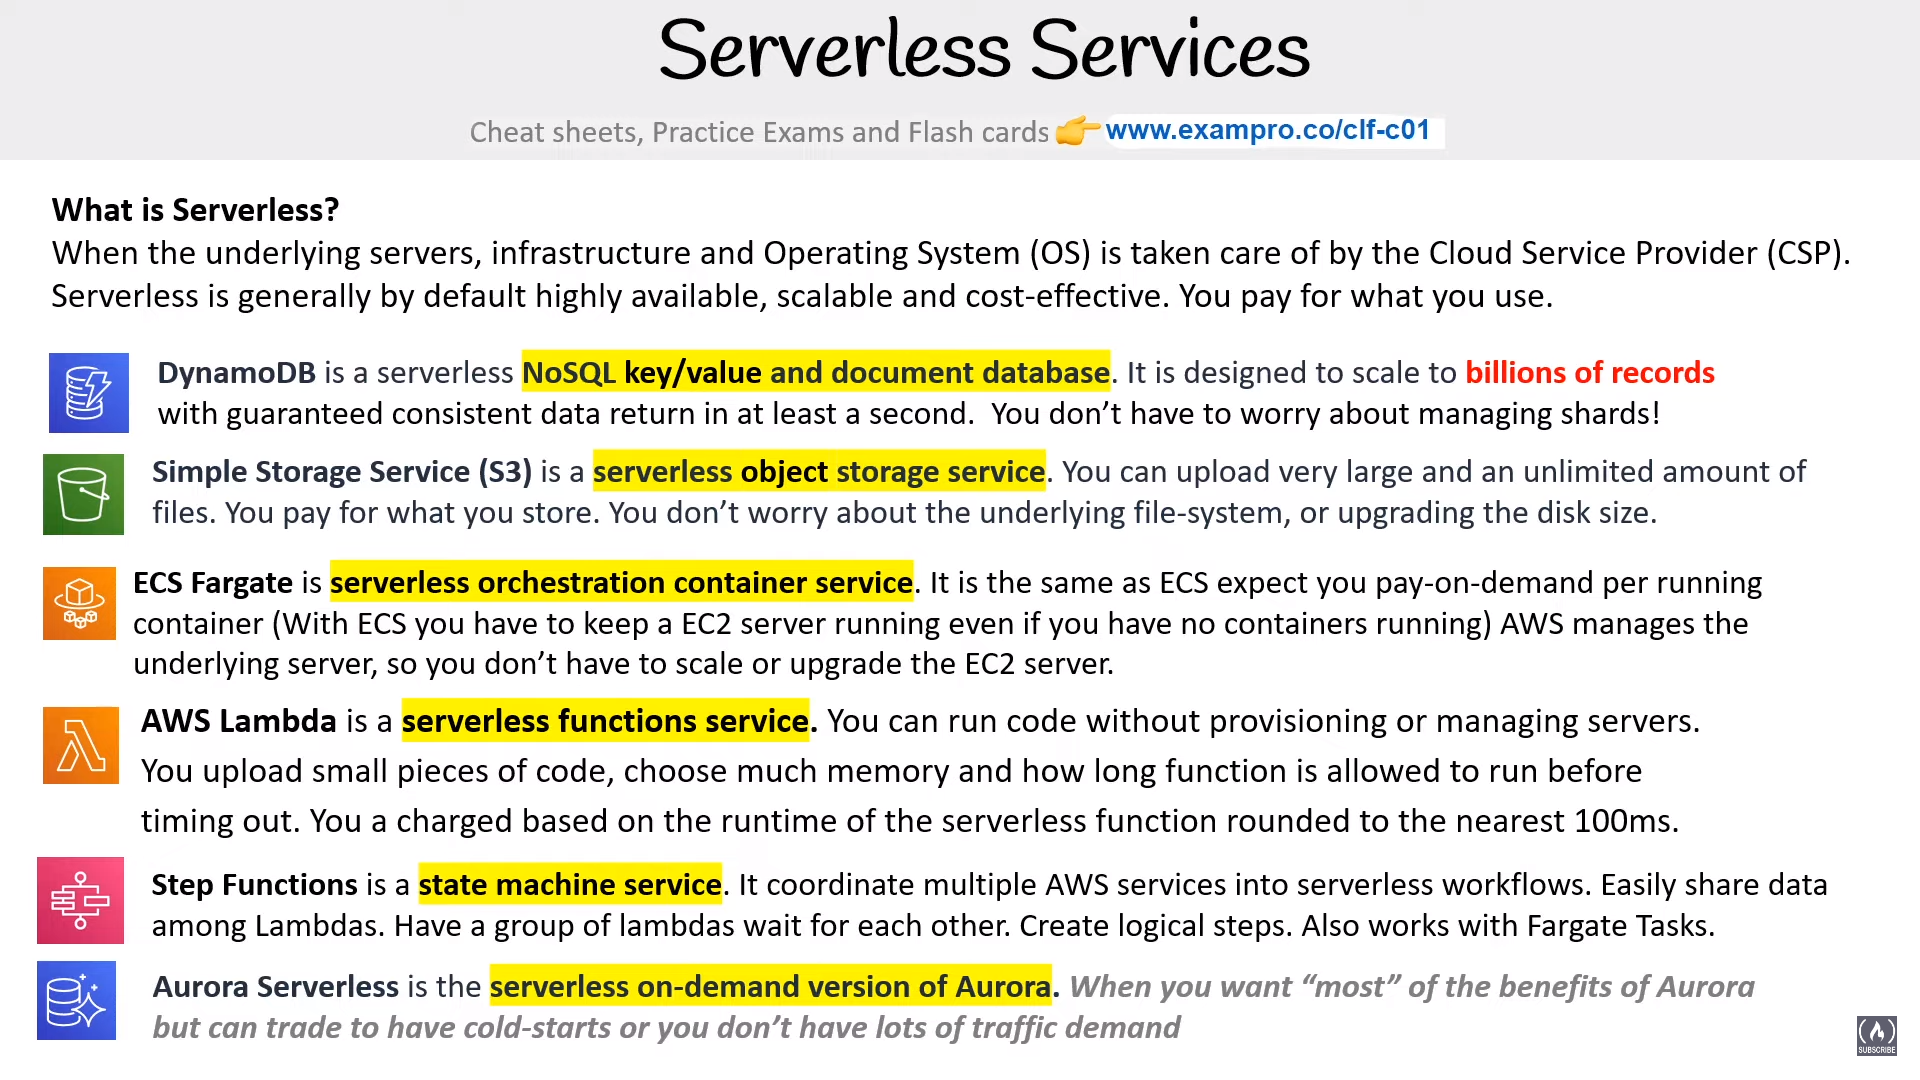 Serverless Services
Cheat sheets, Practice Exams and Flash cards 👉 www.exampro.co/clf-c01
What is Serverless?
When the underlying servers, infrastructure and Operating System (OS) is taken care of by the Cloud Service Provider (CSP).
Serverless is generally by default highly available, scalable and cost-effective. You pay for what you use.
DynamoDB is a serverless NoSQL key/value and document database. It is designed to scale to billions of records
with guaranteed consistent data return in at least a second.  You don’t have to worry about managing shards!
Simple Storage Service (S3) is a serverless object storage service. You can upload very large and an unlimited amount of
files. You pay for what you store. You don’t worry about the underlying file-system, or upgrading the disk size.
ECS Fargate is serverless orchestration container service. It is the same as ECS expect you pay-on-demand per running
container (With ECS you have to keep a EC2 server running even if you have no containers running) AWS manages the
underlying server, so you don’t have to scale or upgrade the EC2 server.
AWS Lambda is a serverless functions service. You can run code without provisioning or managing servers.
You upload small pieces of code, choose much memory and how long function is allowed to run before
timing out. You a charged based on the runtime of the serverless function rounded to the nearest 100ms.
Step Functions is a state machine service. It coordinate multiple AWS services into serverless workflows. Easily share data
among Lambdas. Have a group of lambdas wait for each other. Create logical steps. Also works with Fargate Tasks.
Aurora Serverless is the serverless on-demand version of Aurora. When you want “most” of the benefits of Aurora
but can trade to have cold-starts or you don’t have lots of traffic demand
SUBSCRIBE